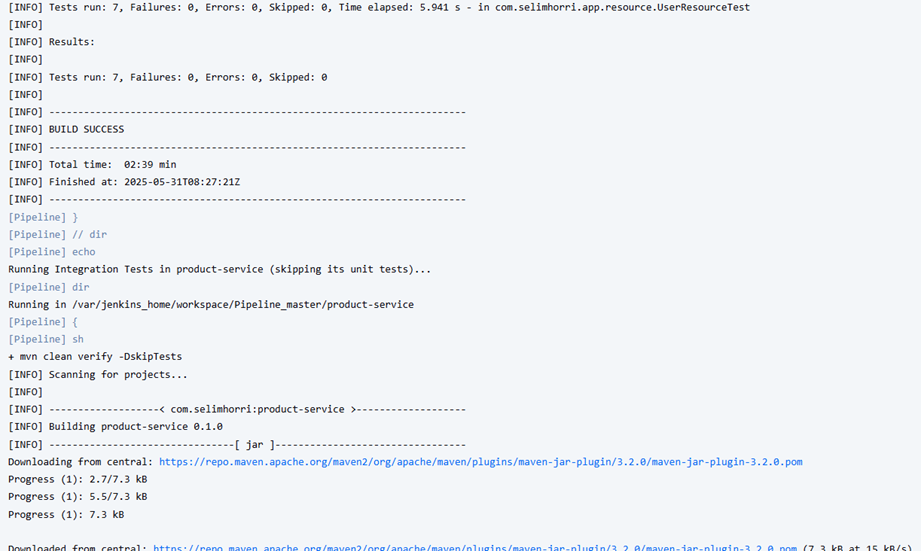 [INFO] Tests run: 7, Failures: 0, Errors: 0, Skipped: 0, Time elapsed: 5.941 s - in com.selimhorri.app.resource.UserResourceTest
[INFO]
[INFO] Results:
[INFO]
[INFO] Tests run: 7, Failures: 0, Errors: 0, Skipped: 0
[INFO]
[INFO] ------------------------------------------------------------------------
[INFO] BUILD SUCCESS
[INFO] ------------------------------------------------------------------------
[INFO] Total time:  02:39 min
[INFO] Finished at: 2025-05-31T08:27:21Z
[INFO] ------------------------------------------------------------------------
[Pipeline] }
[Pipeline] // dir
[Pipeline] echo
Running Integration Tests in product-service (skipping its unit tests)...
[Pipeline] dir
Running in /var/jenkins_home/workspace/Pipeline_master/product-service
[Pipeline] {
[Pipeline] sh
+ mvn clean verify -DskipTests
[INFO] Scanning for projects...
[INFO]
[INFO] -------------------< com.selimhorri:product-service >-------------------
[INFO] Building product-service 0.1.0
[INFO] --------------------------------[ jar ]---------------------------------
Downloading from central: https://repo.maven.apache.org/maven2/org/apache/maven/plugins/maven-jar-plugin/3.2.0/maven-jar-plugin-3.2.0.pom
Progress (1): 2.7/7.3 kB
Progress (1): 5.5/7.3 kB
Progress (1): 7.3 kB
Downloaded from central: https://repo.maven.apache.org/maven2/org/apache/maven/plugins/maven-jar-plugin/3.2.0/maven-jar-plugin-3.2.0.pom (7.3 kB at 15 kB/s)